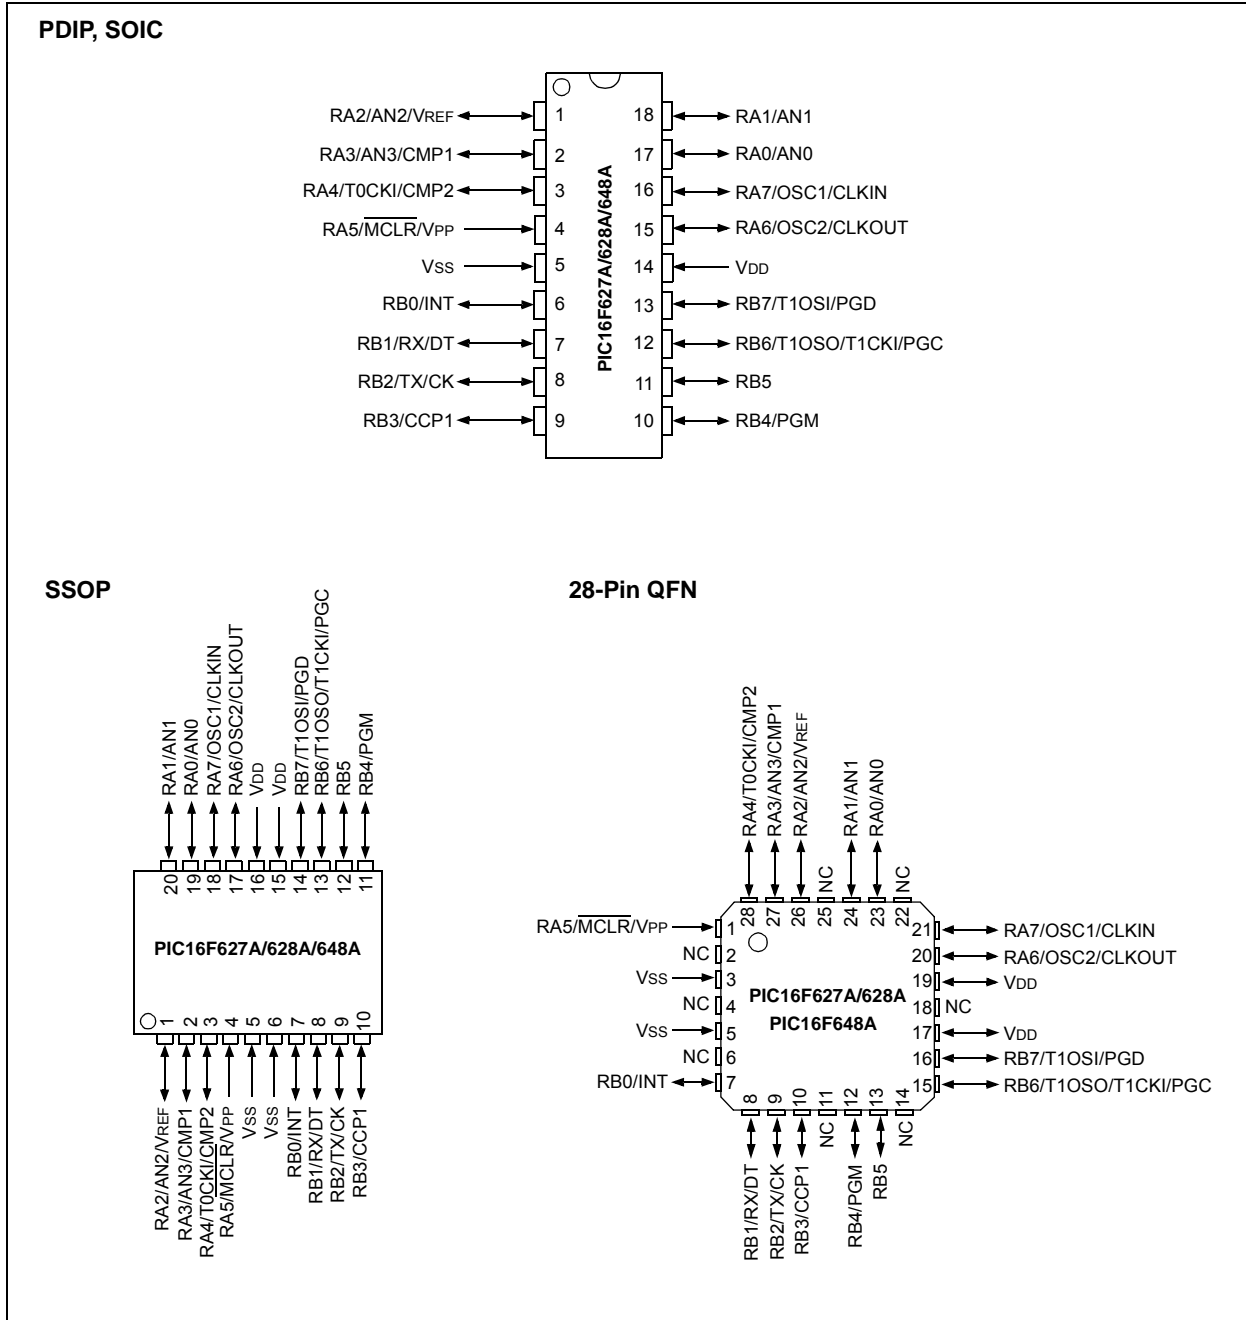 PDIP, SOIC
RA2/AN2/VREF
RA3/AN3/CMP1
RA4/T0CKI/CMP2
RA5/MCLR/VPP
VSS
RB0/INT
RB1/RX/DT
RB2/TX/CK
RB3/CCP1
1
2
3
4
5
6
7
8
9
PIC16F627A/628A/648A
18
17
16
15
14
13
12
11
10
RA1/AN1
RA0/AN0
RA7/OSC1/CLKIN
RA6/OSC2/CLKOUT
VDD
RB7/T1OSI/PGD
RB6/T1OSO/T1CKI/PGC
RB5
RB4/PGM
SSOP
RA1/AN1
RA0/AN0
RA7/OSC1/CLKIN
RA6/OSC2/CLKOUT
VDD
VDD
RB7/T1OSI/PGD
RB6/T1OSO/T1CKI/PGC
RB5
RB4/PGM
20
19
18
17
16
15
14
13
12
11
PIC16F627A/628A/648A
1
2
3
4
5
6
7
8
9
10
RA2/AN2/VREF
RA3/AN3/CMP1
RA4/T0CKI/CMP2
RA5/MCLR/VPP
VSS
VSS
RB0/INT
RB1/RX/DT
RB2/TX/CK
RB3/CCP1
28-Pin QFN
RA4/T0CKI/CMP2
RA3/AN3/CMP1
RA2/AN2/VREF
NC
RA1/AN1
RA0/AN0
NC
28
27
26
25
24
23
22
RA5/MCLR/VPP
NC
VSS
NC
VSS
NC
RB0/INT
1
2
3
4
5
6
7
PIC16F627A/628A
PIC16F648A
21
20
19
18
17
16
15
RA7/OSC1/CLKIN
RA6/OSC2/CLKOUT
VDD
NC
VDD
RB7/T1OSI/PGD
RB6/T1OSO/T1CKI/PGC
8
9
10
11
12
13
14
RB1/RX/DT
RB2/TX/CK
RB3/CCP1
NC
RB4/PGM
RB5
NC